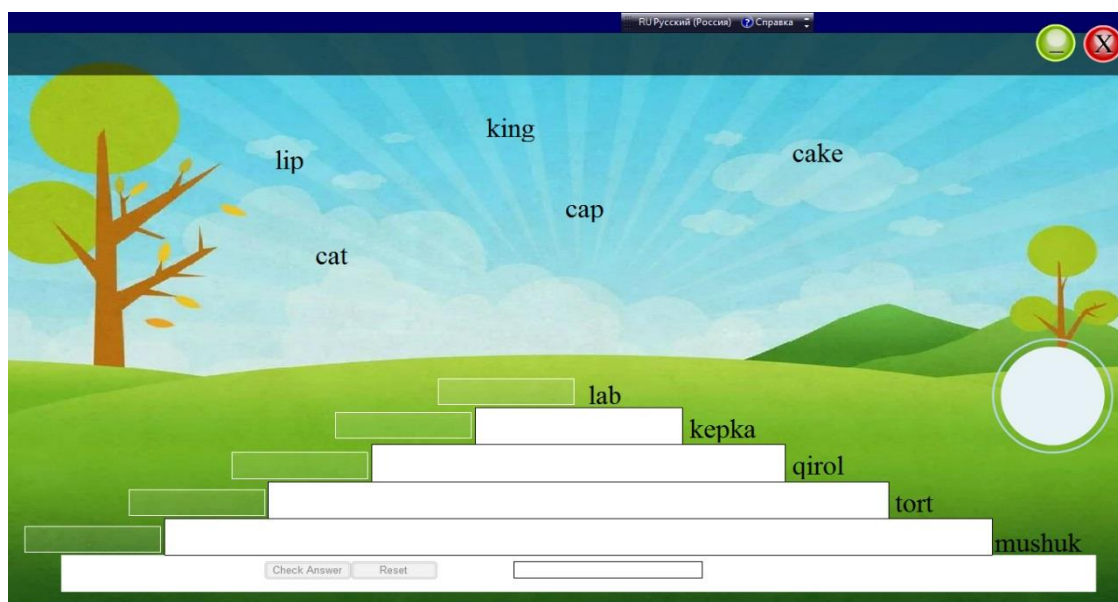 RU Русский (Россия) ? Справка
_ X
king
lip
cake
cap
cat
lab
kepka
qirol
tort
mushuk
Check Answer Reset